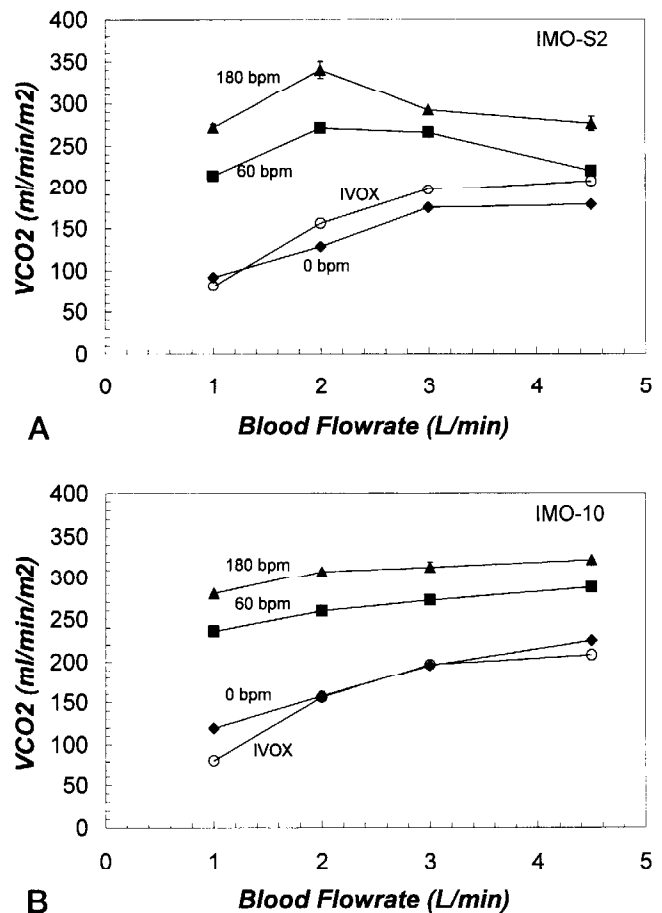 400
350
300
250
200
150
100
50
0
VCO2 (ml/min/m2)
IMO-S2
180 bpm
60 bpm
IVOX
0 bpm
0 1 2 3 4 5
A
Blood Flowrate (L/min)
400
350
300
250
200
150
100
50
0
VCO2 (ml/min/m2)
IMO-10
180 bpm
60 bpm
0 bpm
IVOX
0 1 2 3 4 5
B
Blood Flowrate (L/min)